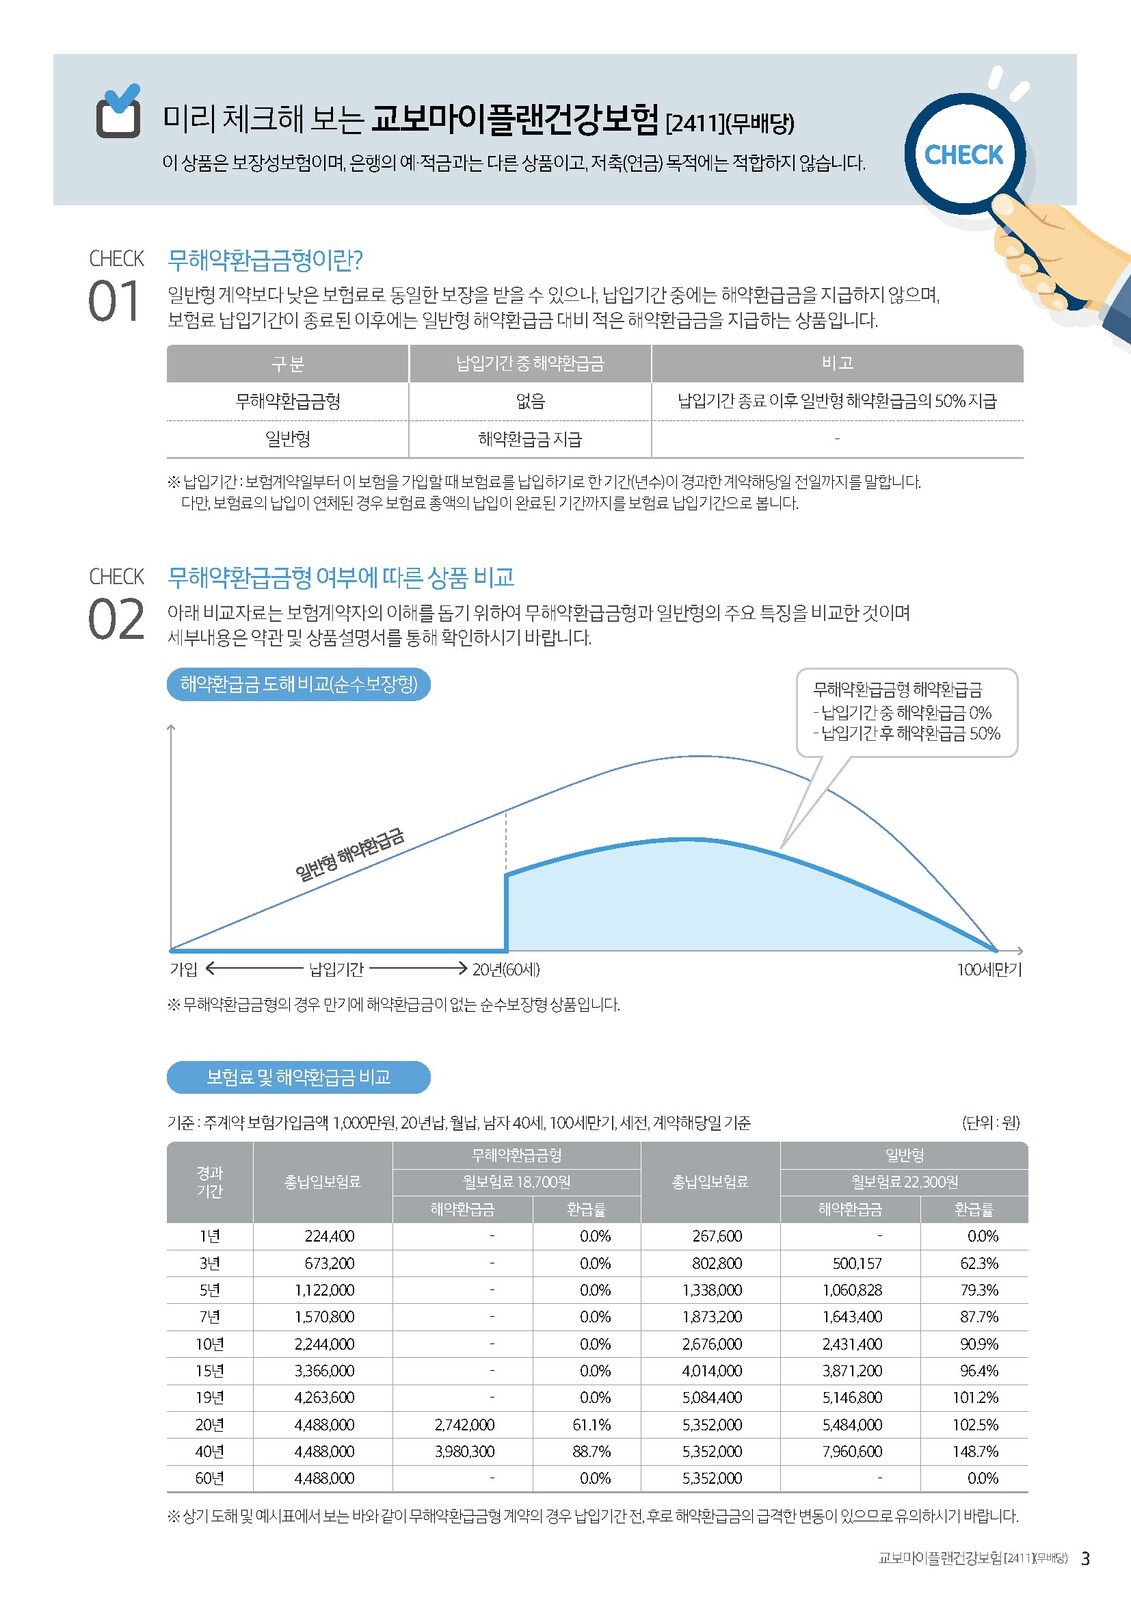 미리 체크해 보는 교보마이플랜건강보험 [2411](무배당)
이 상품은 보장성보험이며, 은행의 예·적금과는 다른 상품이고, 저축(연금) 목적에는 적합하지 않습니다.
CHECK
CHECK
01
무해약환급금형이란?
일반형 계약보다 낮은 보험료로 동일한 보장을 받을 수 있으나, 납입기간 중에는 해약환급금을 지급하지 않으며,
보험료 납입기간이 종료된 이후에는 일반형 해약환급금 대비 적은 해약환급금을 지급하는 상품입니다.
구 분 납입기간 중 해약환급금 비 고
무해약환급금형 없음 납입기간 종료 이후 일반형 해약환급금의 50% 지급
일반형 해약환급금 지급 -
※ 납입기간 : 보험계약일부터 이 보험을 가입할 때 보험료를 납입하기로 한 기간(년수)이 경과한 계약해당일 전일까지를 말합니다.
다만, 보험료의 납입이 연체된 경우 보험료 총액의 납입이 완료된 기간까지를 보험료 납입기간으로 봅니다.
CHECK
02
무해약환급금형 여부에 따른 상품 비교
아래 비교자료는 보험계약자의 이해를 돕기 위하여 무해약환급금형과 일반형의 주요 특징을 비교한 것이며
세부내용은 약관 및 상품설명서를 통해 확인하시기 바랍니다.
해약환급금 도해 비교(순수보장형)
무해약환급금형 해약환급금
- 납입기간 중 해약환급금 0%
- 납입기간 후 해약환급금 50%
일반형 해약환급금
가입 납입기간 20년(60세) 100세만기
※ 무해약환급금형의 경우 만기에 해약환급금이 없는 순수보장형 상품입니다.
보험료 및 해약환급금 비교
기준 : 주계약 보험가입금액 1,000만원, 20년납, 월납, 남자 40세, 100세만기, 세전, 계약해당일 기준 (단위 : 원)
경과
기간
총납입보험료
무해약환급금형
월보험료 18,700원
해약환급금 환급률
총납입보험료
일반형
월보험료 22,300원
해약환급금 환급률
1년 224,400 - 0.0% 267,600 - 0.0%
3년 673,200 - 0.0% 802,800 500,157 62.3%
5년 1,122,000 - 0.0% 1,338,000 1,060,828 79.3%
7년 1,570,800 - 0.0% 1,873,200 1,643,400 87.7%
10년 2,244,000 - 0.0% 2,676,000 2,431,400 90.9%
15년 3,366,000 - 0.0% 4,014,000 3,871,200 96.4%
19년 4,263,600 - 0.0% 5,084,400 5,146,800 101.2%
20년 4,488,000 2,742,000 61.1% 5,352,000 5,484,000 102.5%
40년 4,488,000 3,980,300 88.7% 5,352,000 7,960,600 148.7%
60년 4,488,000 - 0.0% 5,352,000 - 0.0%
※ 상기 도해 및 예시표에서 보는 바와 같이 무해약환급금형 계약의 경우 납입기간 전, 후로 해약환급금의 급격한 변동이 있으므로 유의하시기 바랍니다.
교보마이플랜건강보험 [2411](무배당) 3